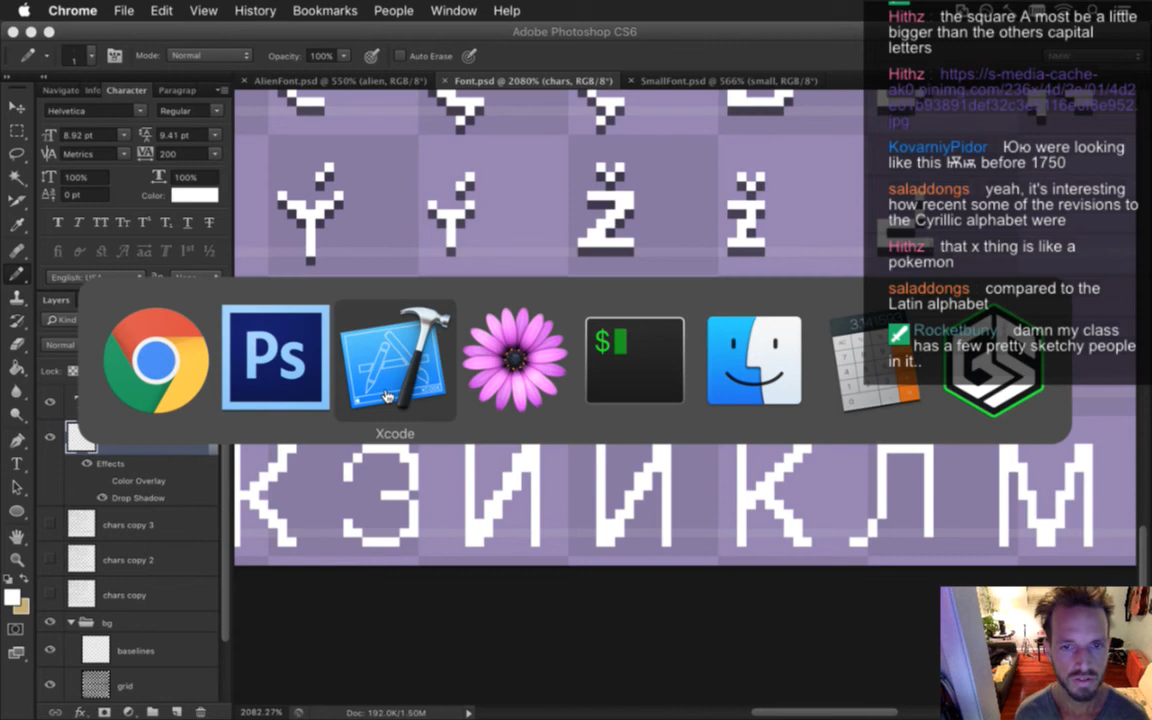 Chrome File Edit View History Bookmarks People Window Help
Adobe Photoshop CS6
Mode: Normal Opacity: 100% Auto Erase
1
AlienFont.psd @ 550% (alien, RGB/8*) Font.psd @ 2080% (chars, RGB/8*) SmallFont.psd @ 566% (small, RGB/8*)
Navigate Info Character Paragraph
Helvetica Regular
8.92 pt 9.41 pt
Metrics 200
100% 100%
0 pt Color:
English: USA
Layers
Kind
Normal
Lock:
Effects
Color Overlay
Drop Shadow
chars copy 3
chars copy 2
chars copy
bg
baselines
grid
Ý ý Ž ž
Xcode
К З И Й К Л М
2082.27% Doc: 192.0K/1.50M
Hithz : the square A most be a little
bigger than the others capital
letters
Hithz : https://s-media-cache-
KovarniyPidor Юю were looking
like this before 1750
saladdongs yeah, it's interesting
how recent some of the revisions to
the Cyrillic alphabet were
Hithz that x thing is like a
pokemon
saladdongs compared to the
Latin alphabet
Rocketbuny damn my class
has a few pretty sketchy people
in it..